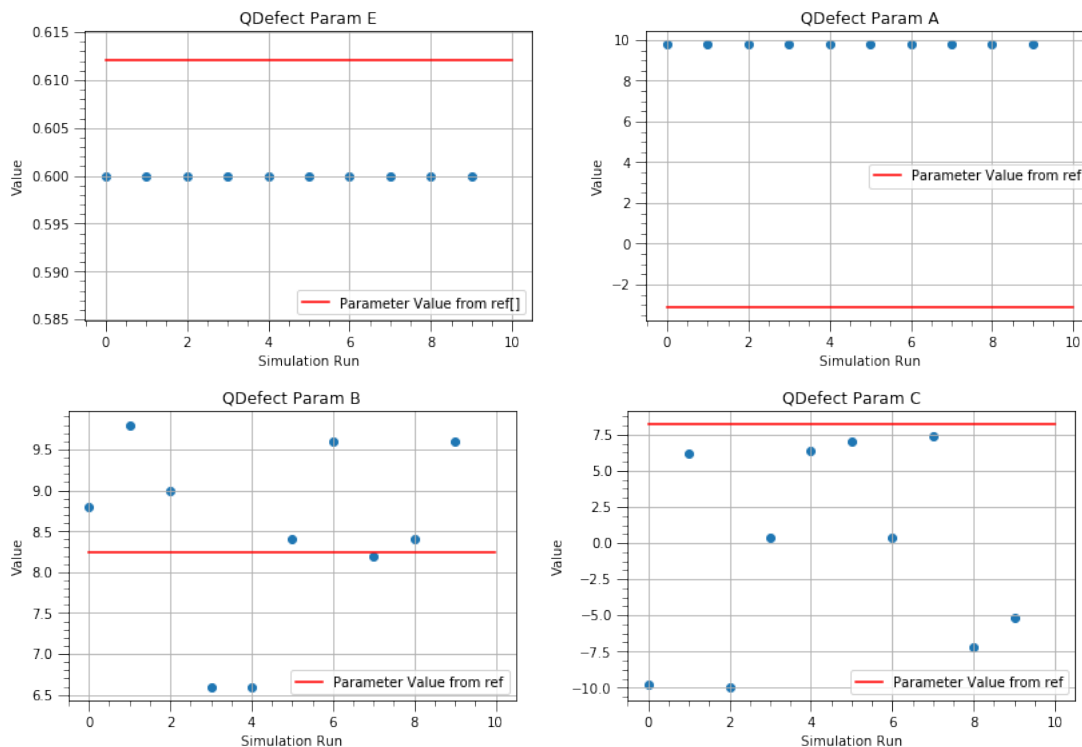 QDefect Param E
0.615
0.610
0.605
0.600
0.595
0.590
0.585
Value
Parameter Value from ref[]
0 2 4 6 8 10
Simulation Run
QDefect Param A
10
8
6
4
2
0
−2
Value
Parameter Value from ref
0 2 4 6 8 10
Simulation Run
QDefect Param B
9.5
9.0
8.5
8.0
7.5
7.0
6.5
Value
Parameter Value from ref
0 2 4 6 8 10
Simulation Run
QDefect Param C
7.5
5.0
2.5
0.0
−2.5
−5.0
−7.5
−10.0
Value
Parameter Value from ref
0 2 4 6 8 10
Simulation Run